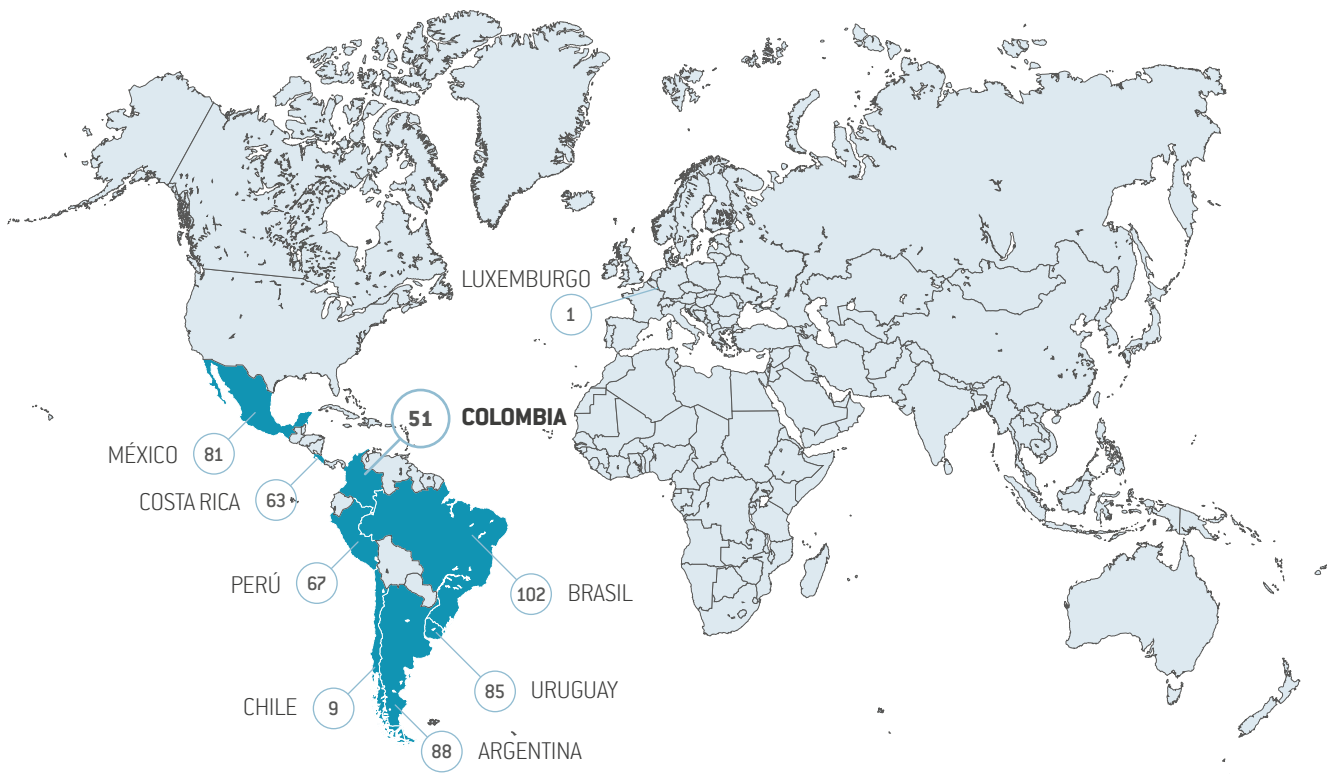 LUXEMBURGO
1
51 COLOMBIA
MÉXICO 81
COSTA RICA 63
PERÚ 67
102 BRASIL
85 URUGUAY
CHILE 9
88 ARGENTINA